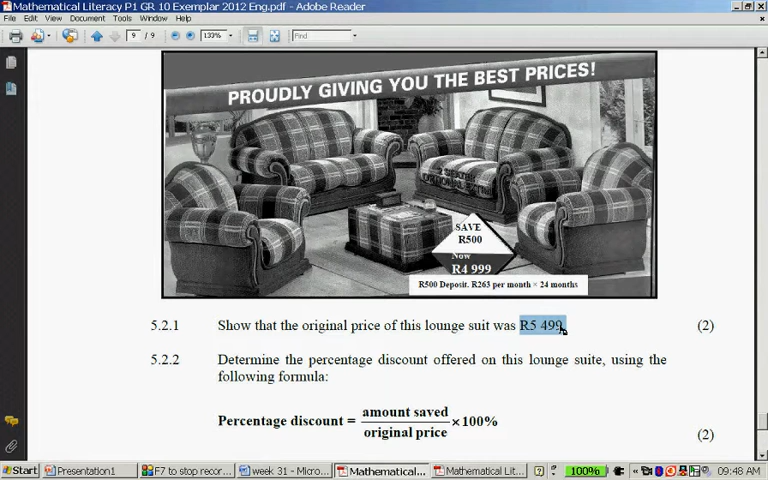 Mathematical Literacy P1 GR 10 Exemplar 2012 Eng.pdf - Adobe Reader
File Edit View Document Tools Window Help
9 / 9 133% Find
PROUDLY GIVING YOU THE BEST PRICES!
SAVE
R500
Now
R4 999
R500 Deposit. R263 per month × 24 months
5.2.1 Show that the original price of this lounge suit was R5 499. (2)
5.2.2 Determine the percentage discount offered on this lounge suite, using the
following formula:
Percentage discount = amount saved / original price × 100%
(2)
Start Presentation1 F7 to stop recor... week 31 - Micro... Mathematical... Mathematical Lit... 100% 09:48 AM